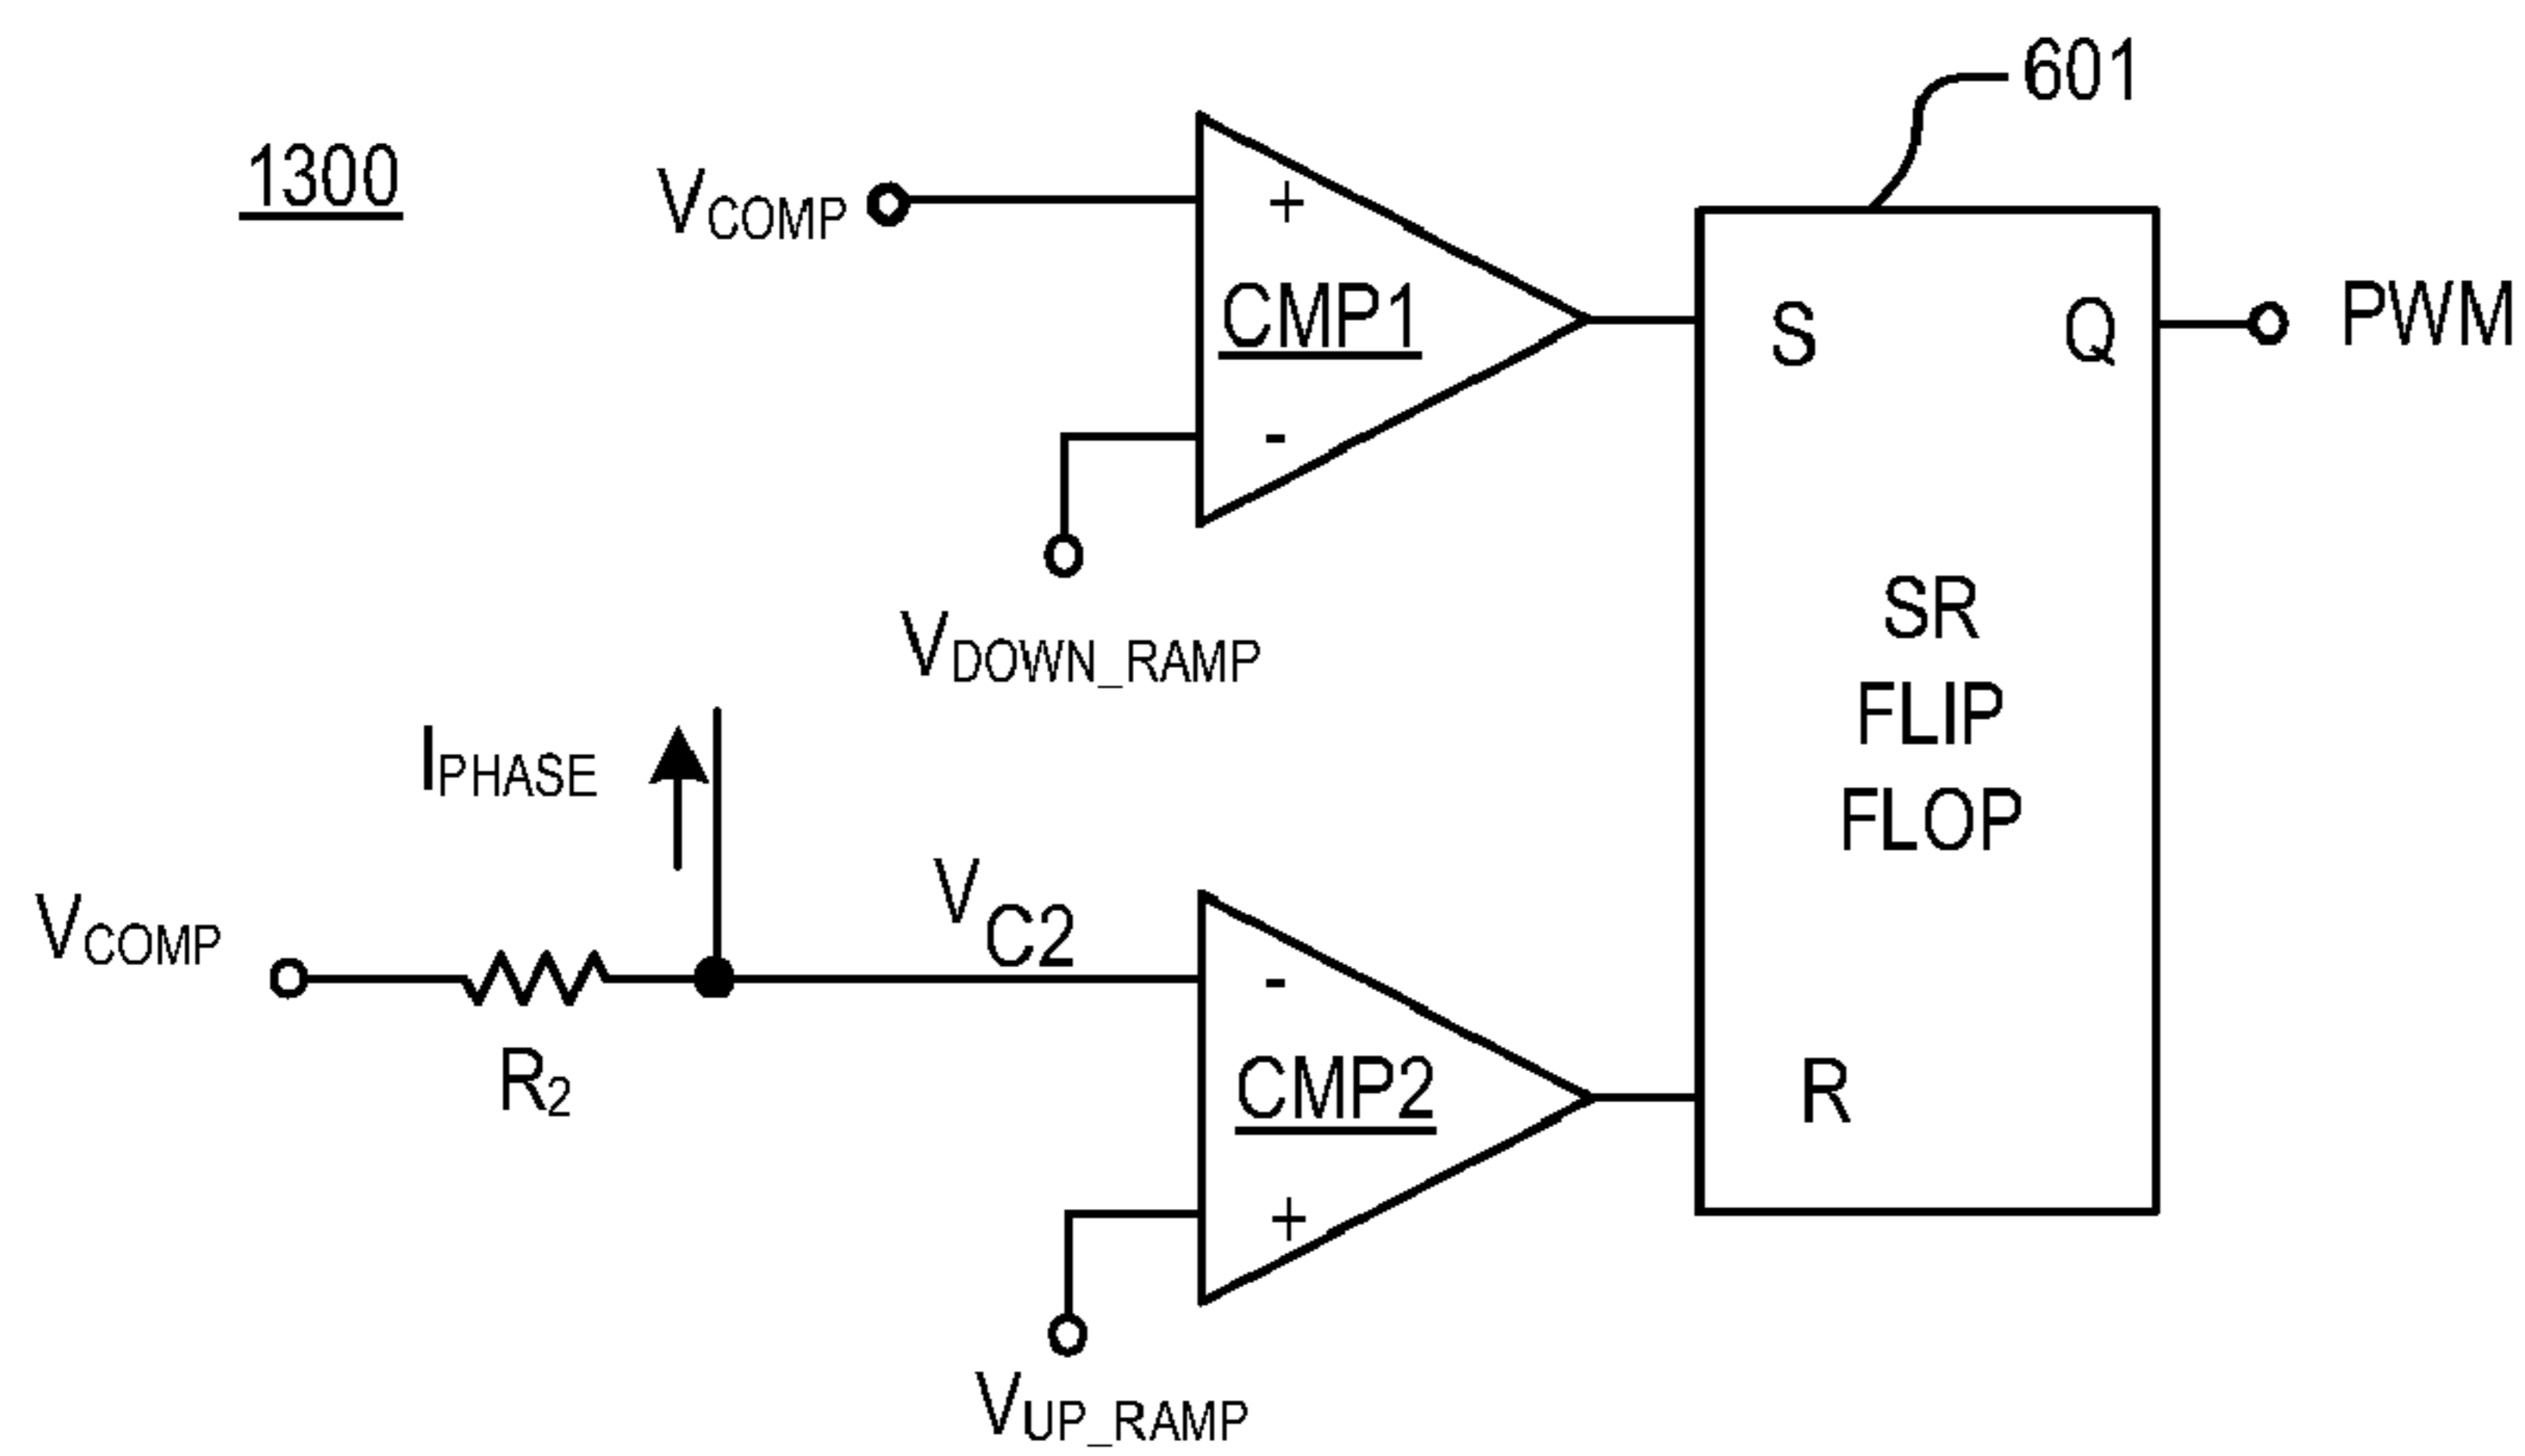 601
1300
VCOMP
+
CMP1
-
S
Q
PWM
VDOWN_RAMP
SR
FLIP
FLOP
IPHASE
VC2
VCOMP
-
R2
CMP2
R
+
VUP_RAMP